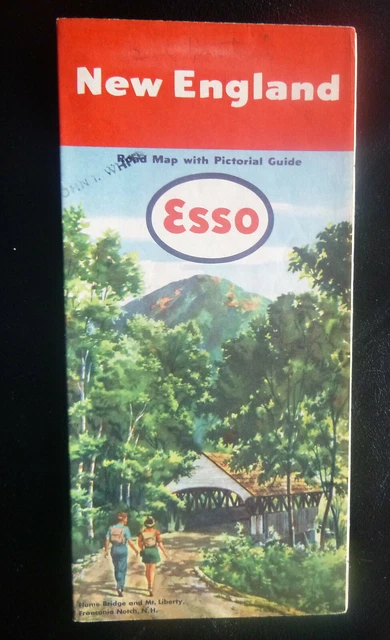 New England
Road Map with Pictorial Guide
Esso
Flume Bridge and Mt. Liberty,
Franconia Notch, N.H.